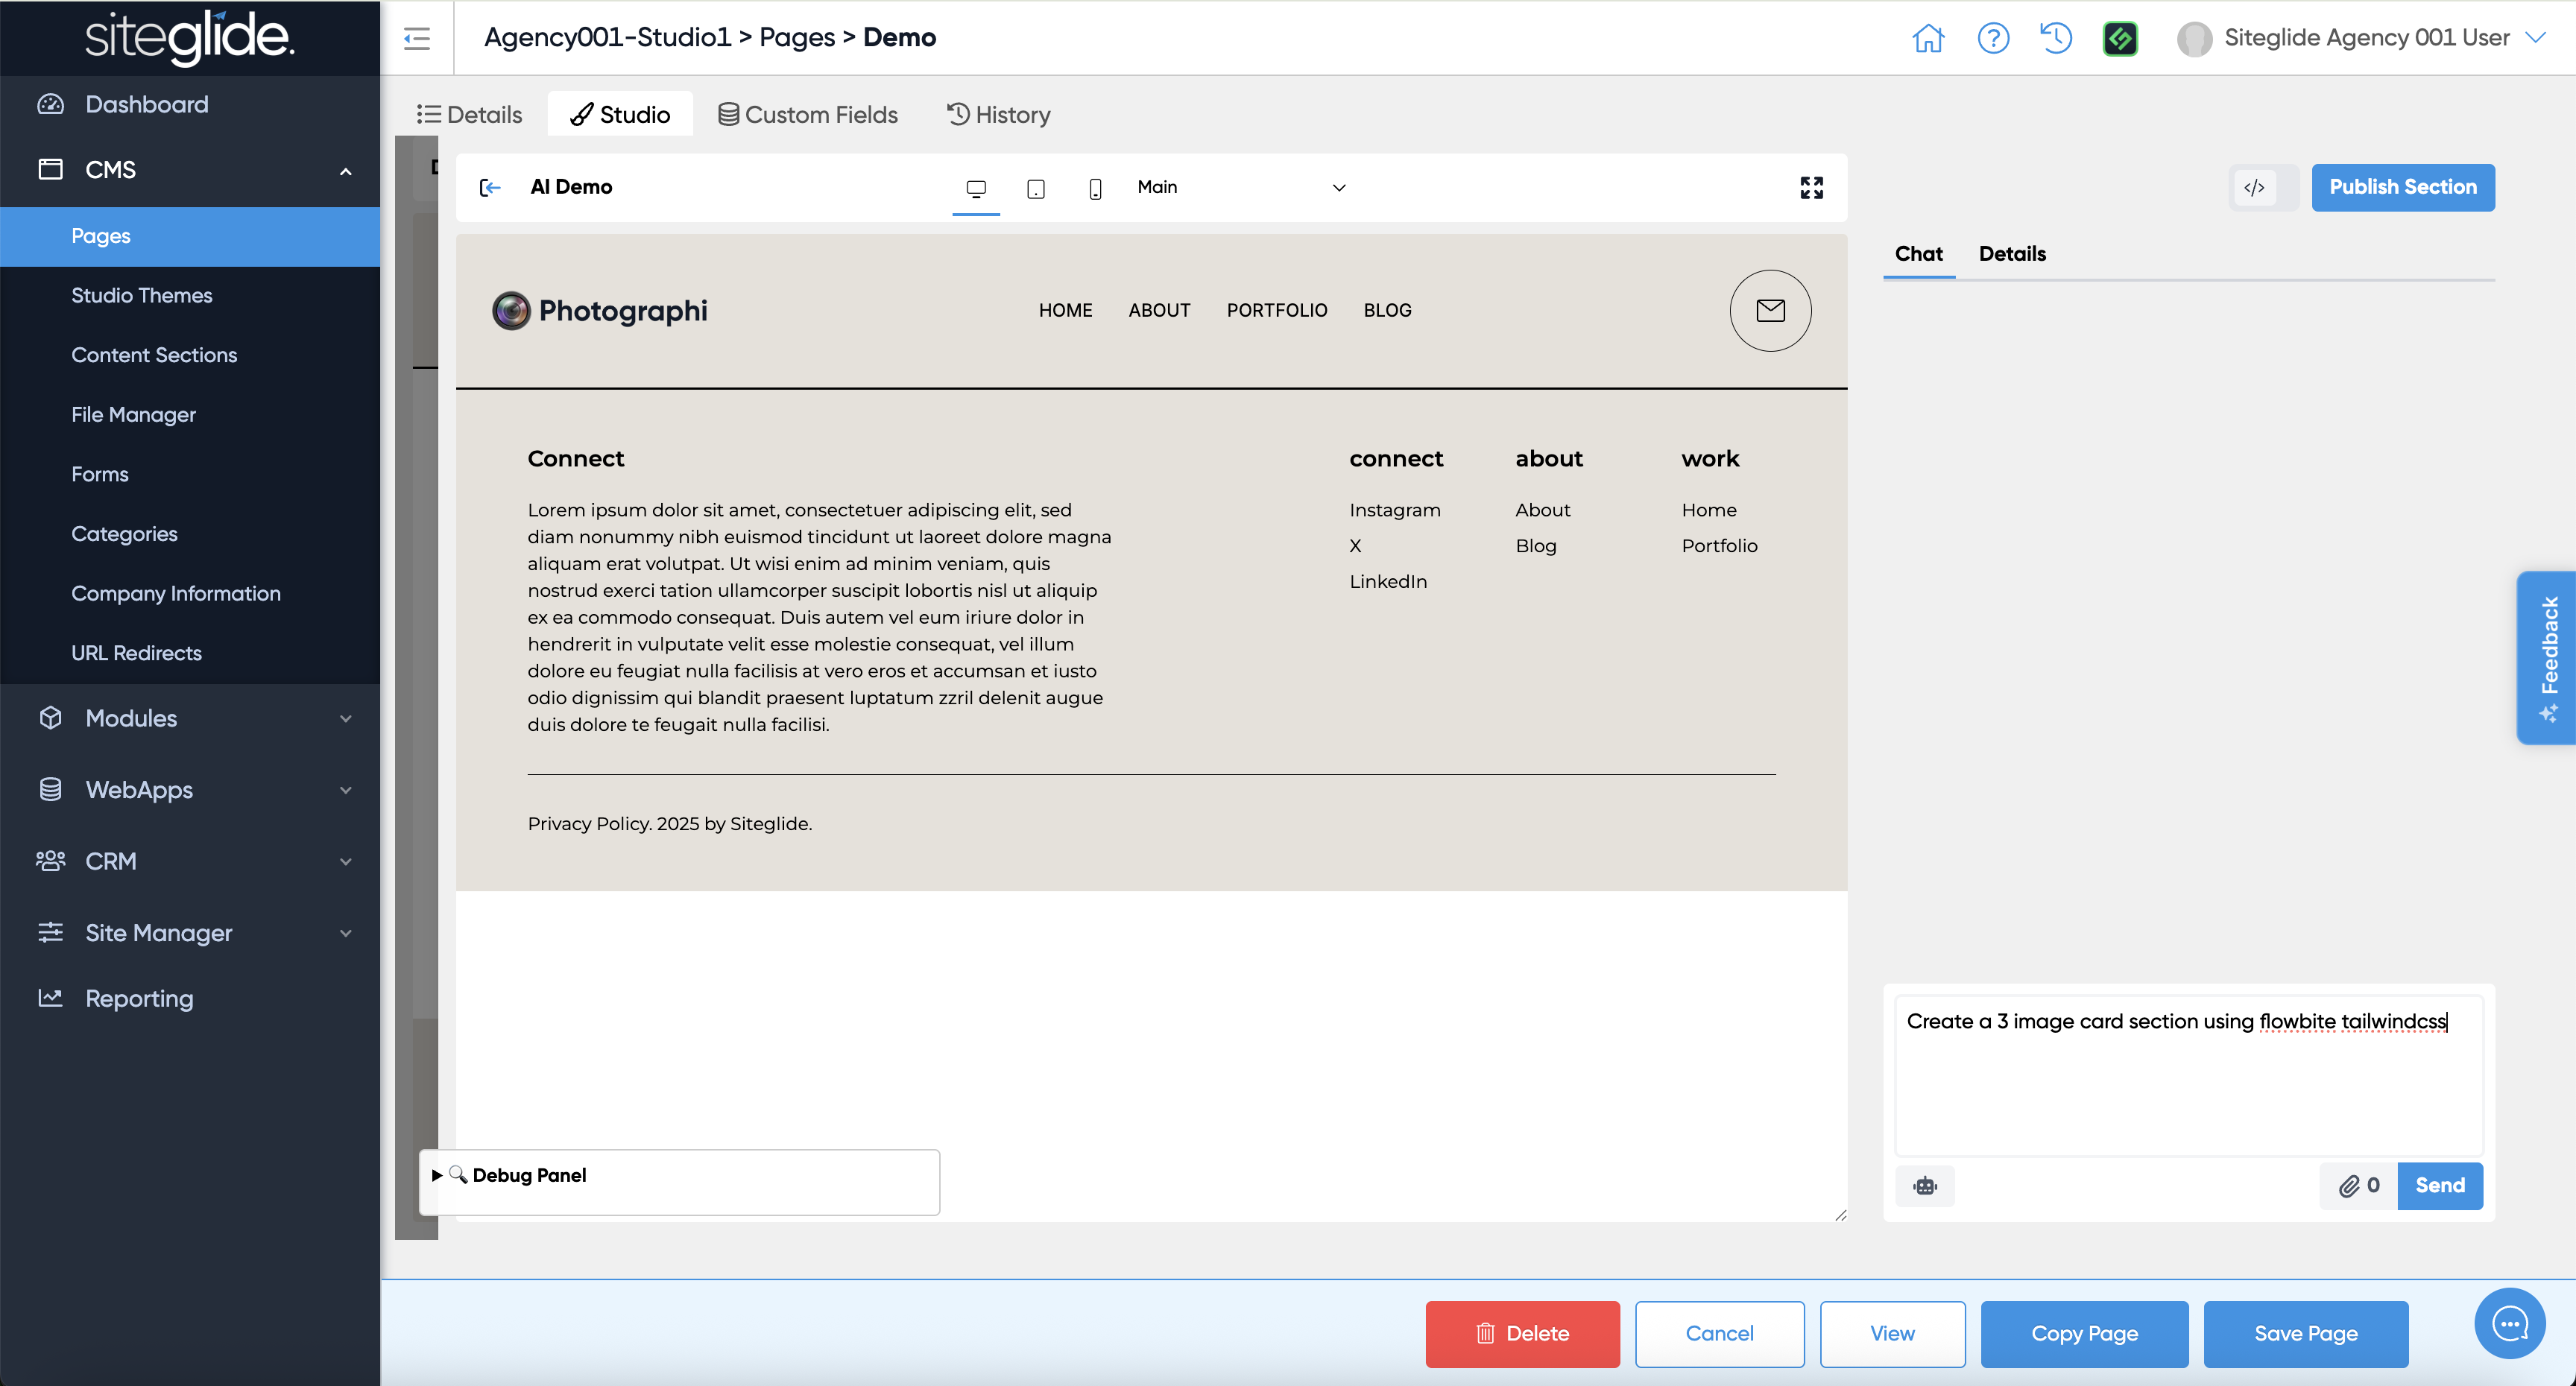 siteglide.
Agency001-Studio1 > Pages > Demo
Siteglide Agency 001 User
Dashboard
CMS
Pages
Studio Themes
Content Sections
File Manager
Forms
Categories
Company Information
URL Redirects
Modules
WebApps
CRM
Site Manager
Reporting
Details
Studio
Custom Fields
History
AI Demo
Main
</>
Publish Section
Chat
Details
Photographi
HOME
ABOUT
PORTFOLIO
BLOG
Connect
Lorem ipsum dolor sit amet, consectetuer adipiscing elit, sed
diam nonummy nibh euismod tincidunt ut laoreet dolore magna
aliquam erat volutpat. Ut wisi enim ad minim veniam, quis
nostrud exerci tation ullamcorper suscipit lobortis nisl ut aliquip
ex ea commodo consequat. Duis autem vel eum iriure dolor in
hendrerit in vulputate velit esse molestie consequat, vel illum
dolore eu feugiat nulla facilisis at vero eros et accumsan et iusto
odio dignissim qui blandit praesent luptatum zzril delenit augue
duis dolore te feugait nulla facilisi.
connect
Instagram
X
LinkedIn
about
About
Blog
work
Home
Portfolio
Privacy Policy. 2025 by Siteglide.
Feedback
Create a 3 image card section using flowbite tailwindcss
0
Send
Debug Panel
Delete
Cancel
View
Copy Page
Save Page